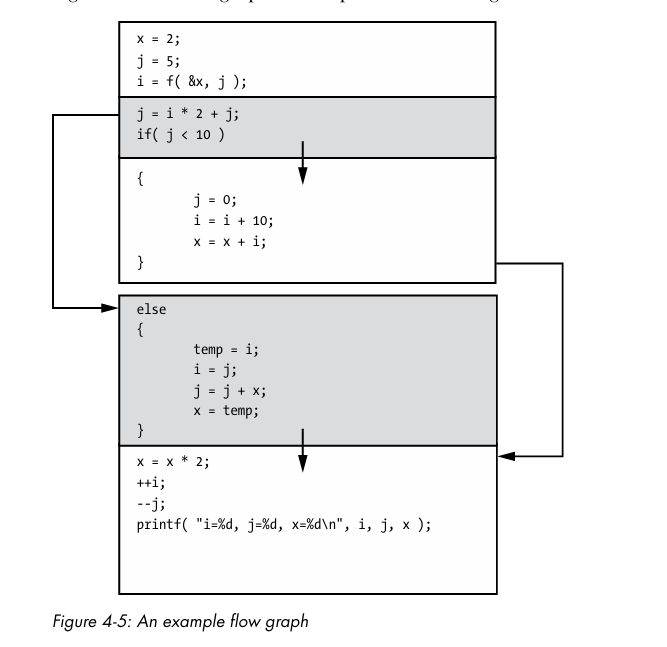 x = 2;
j = 5;
i = f( &x, j );
j = i * 2 + j;
if( j < 10 )
{
j = 0;
i = i + 10;
x = x + i;
}
else
{
temp = i;
i = j;
j = j + x;
x = temp;
}
x = x * 2;
++i;
--j;
printf( "i=%d, j=%d, x=%d\n", i, j, x );
Figure 4-5: An example flow graph